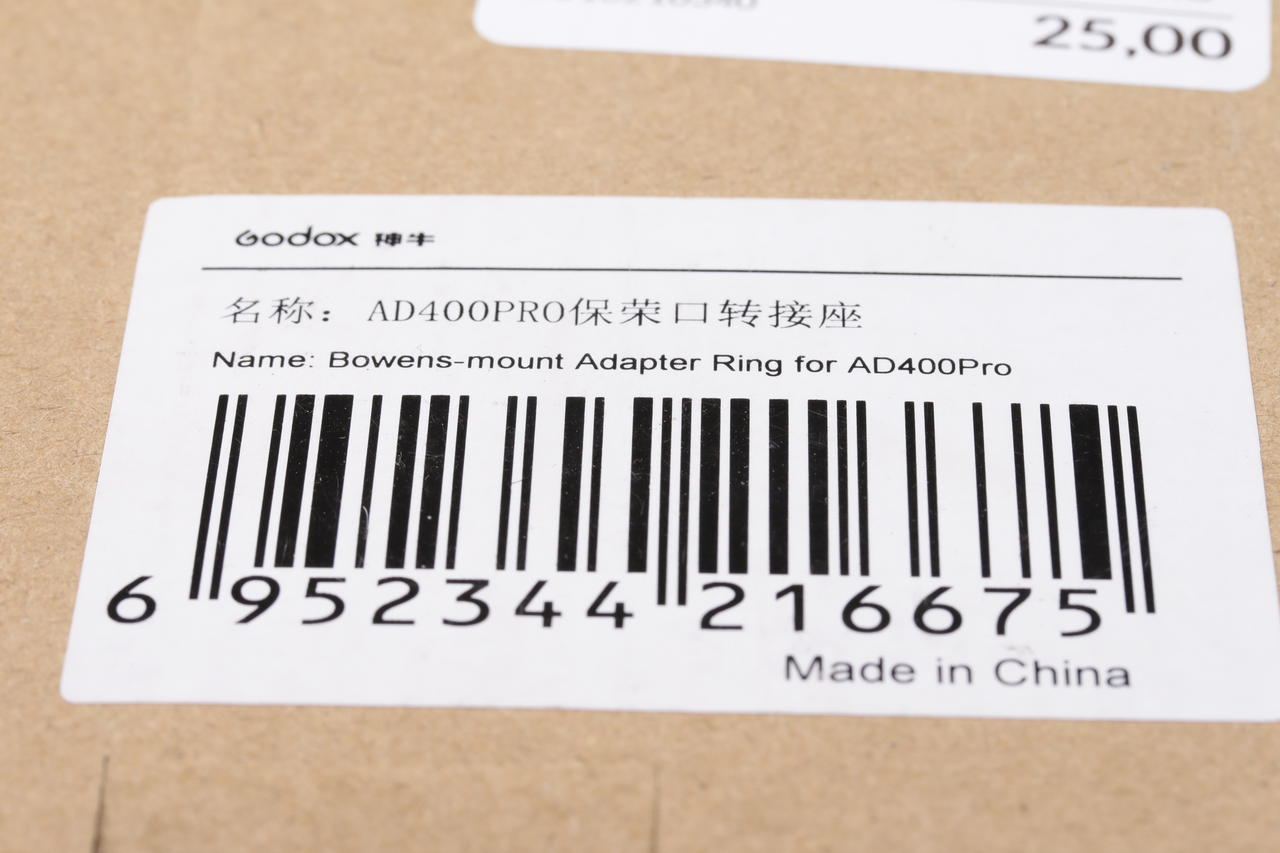 25,00
Godox 神牛
名称：AD400PRO保荣口转接座
Name: Bowens-mount Adapter Ring for AD400Pro
6 952344 216675
Made in China